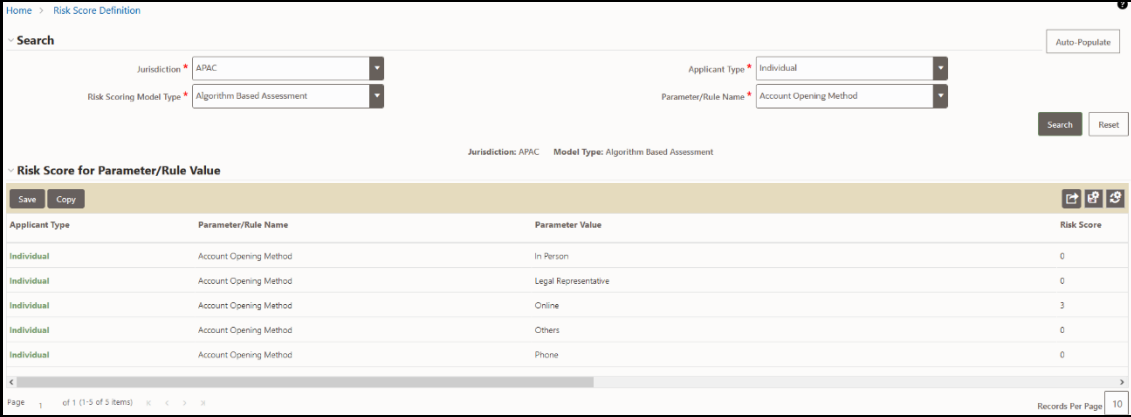 Home > Risk Score Definition
?
Search
Auto-Populate
Jurisdiction * APAC
Applicant Type * Individual
Risk Scoring Model Type * Algorithm Based Assessment
Parameter/Rule Name * Account Opening Method
Search Reset
Jurisdiction: APAC Model Type: Algorithm Based Assessment
Risk Score for Parameter/Rule Value
Save Copy
Applicant Type Parameter/Rule Name Parameter Value Risk Score
Individual Account Opening Method In Person 0
Individual Account Opening Method Legal Representative 0
Individual Account Opening Method Online 3
Individual Account Opening Method Others 0
Individual Account Opening Method Phone 0
Page 1 of 1 (1-5 of 5 items)
Records Per Page 10